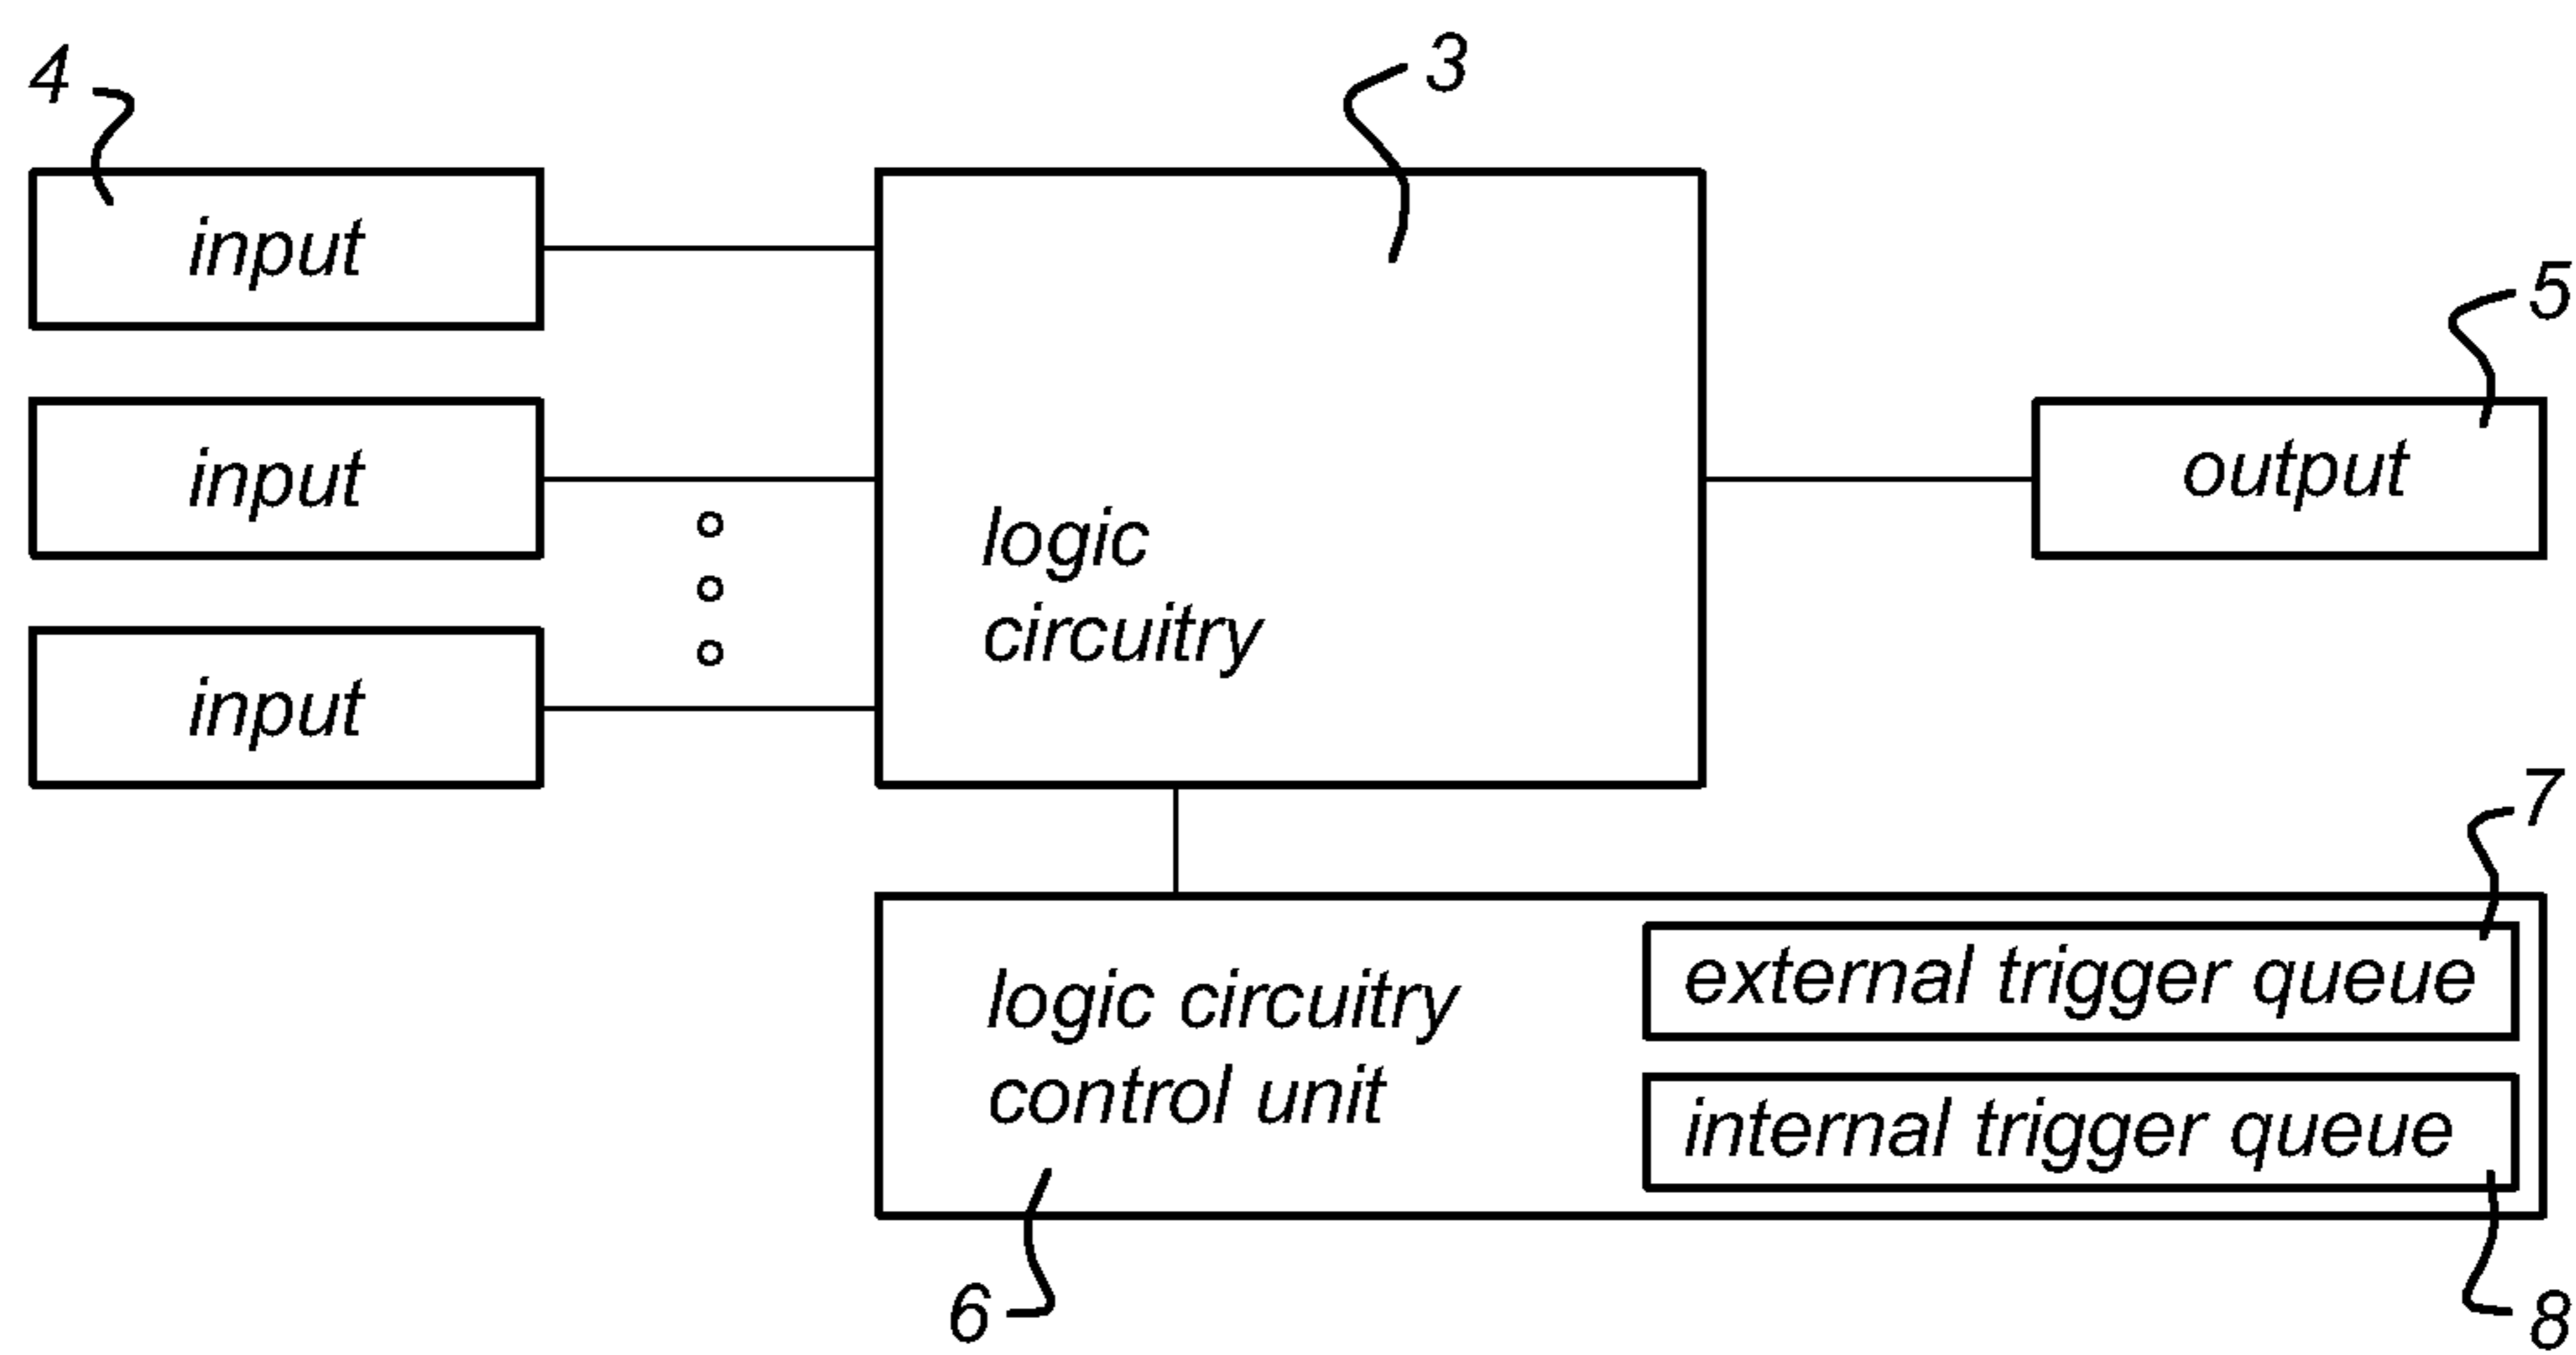 4
3
input
5
input
output
logic
circuitry
input
7
external trigger queue
logic circuitry
control unit
internal trigger queue
6
8